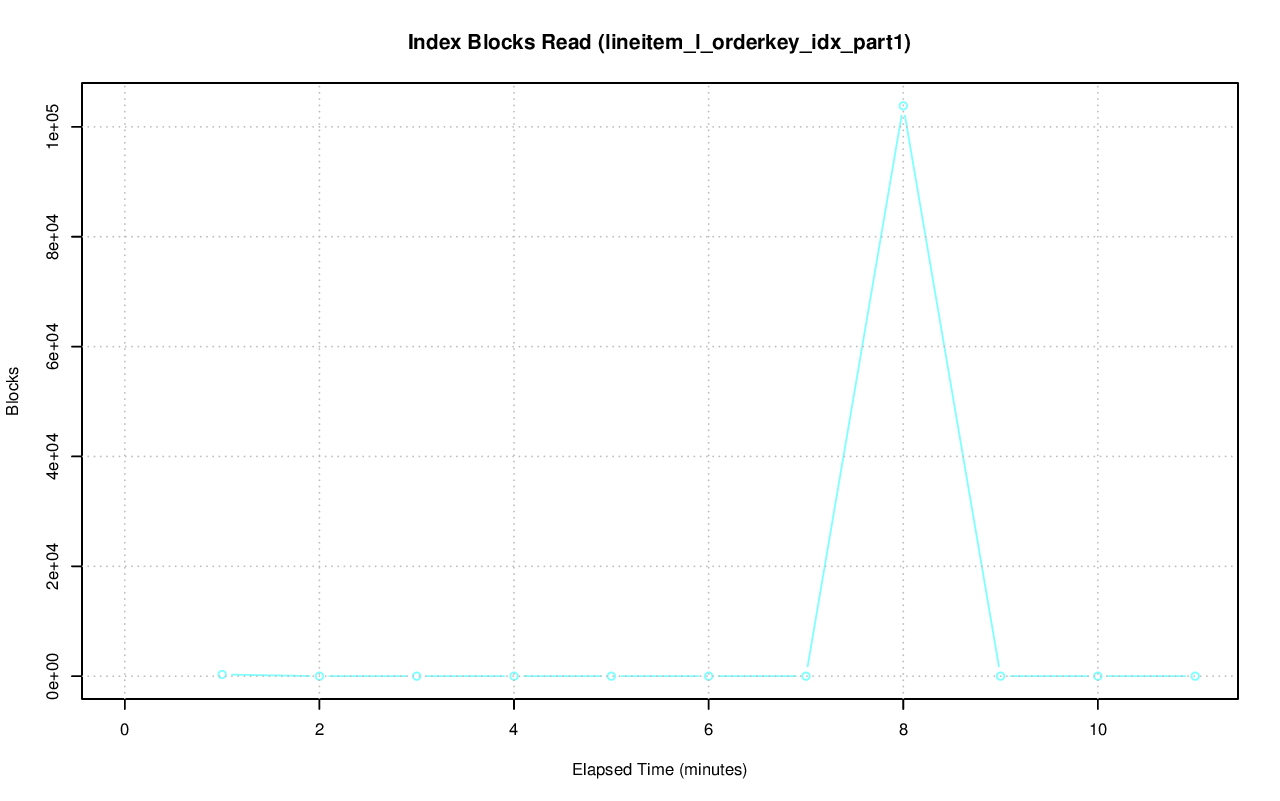 Index Blocks Read (lineitem_l_orderkey_idx_part1)
1e+05
8e+04
6e+04
4e+04
2e+04
0e+00
Blocks
0 2 4 6 8 10
Elapsed Time (minutes)